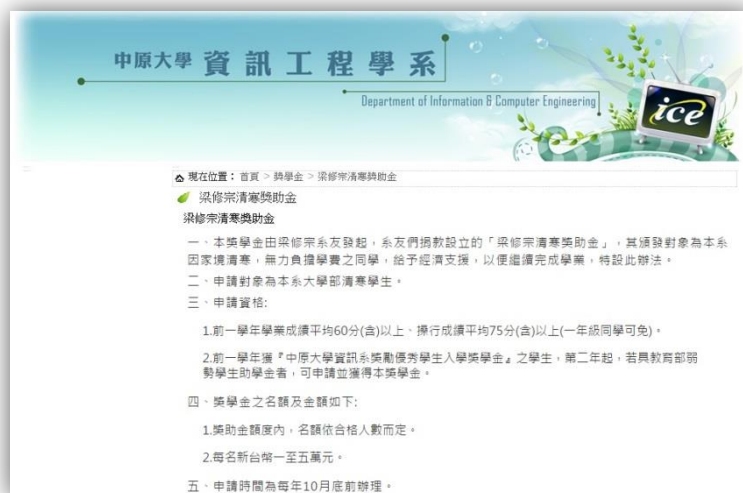 中原大學 資訊工程學系
Department of Information & Computer Engineering
ice
現在位置：首頁 > 獎學金 > 梁修宗清寒獎助金
梁修宗清寒獎助金
梁修宗清寒獎助金
一、本獎學金由梁修宗系友發起，系友們捐款設立的「梁修宗清寒獎助金」，其頒發對象為本系
因家境清寒，無力負擔學費之同學，給予經濟支援，以便繼續完成學業，特設此辦法。
二、申請對象為本系大學部清寒學生。
三、申請資格:
1.前一學年學業成績平均60分(含)以上、操行成績平均75分(含)以上(一年級同學可免)。
2.前一學年獲『中原大學資訊系獎勵優秀學生入學獎學金』之學生，第二年起，若具教育部弱
勢學生助學金者，可申請並獲得本獎學金。
四、獎學金之名額及金額如下:
1.獎助金額度內，名額依合格人數而定。
2.每名新台幣一至五萬元。
五、申請時間為每年10月底前辦理。